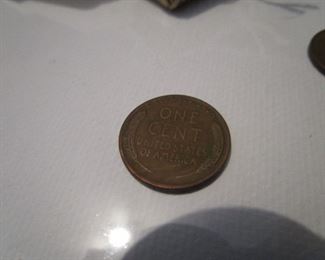 ONE
CENT
UNITED STATES
OF AMERICA